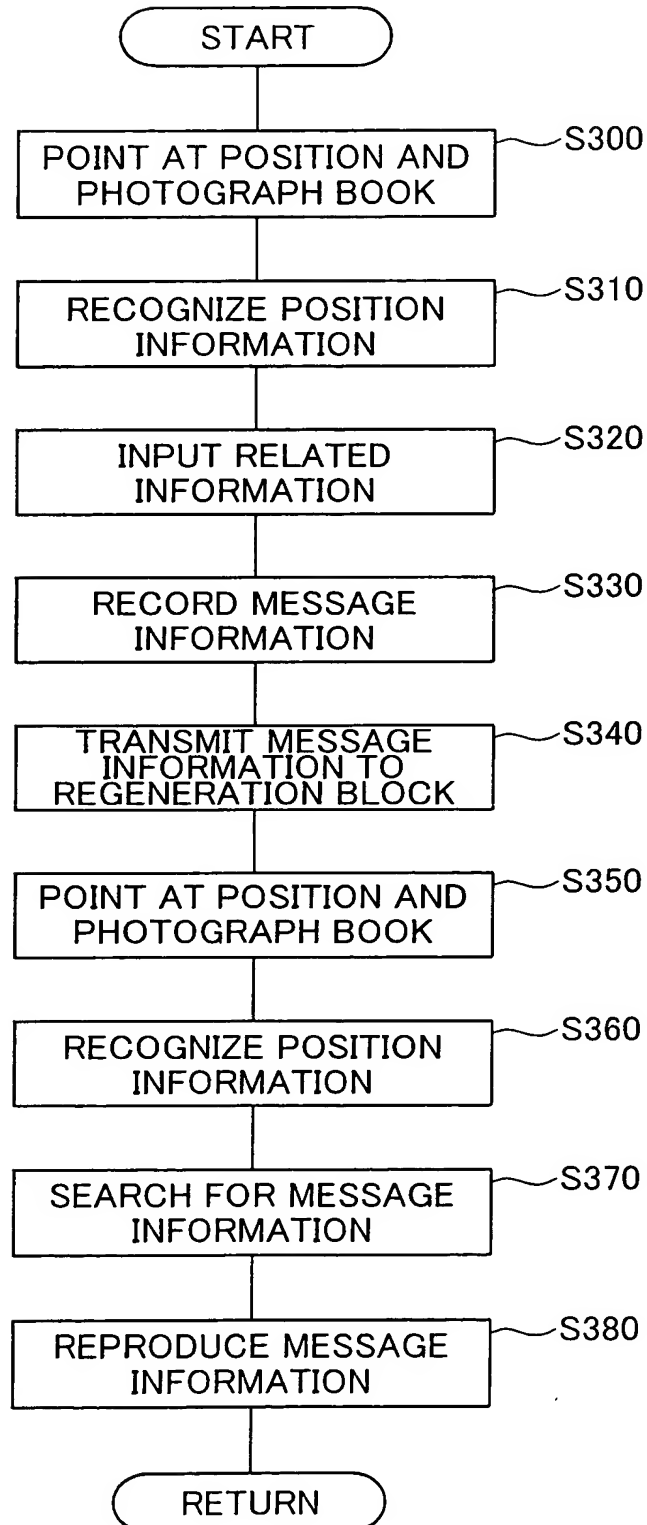 START
POINT AT POSITION AND
PHOTOGRAPH BOOK
S300
RECOGNIZE POSITION
INFORMATION
S310
INPUT RELATED
INFORMATION
S320
RECORD MESSAGE
INFORMATION
S330
TRANSMIT MESSAGE
INFORMATION TO
REGENERATION BLOCK
S340
POINT AT POSITION AND
PHOTOGRAPH BOOK
S350
RECOGNIZE POSITION
INFORMATION
S360
SEARCH FOR MESSAGE
INFORMATION
S370
REPRODUCE MESSAGE
INFORMATION
S380
RETURN